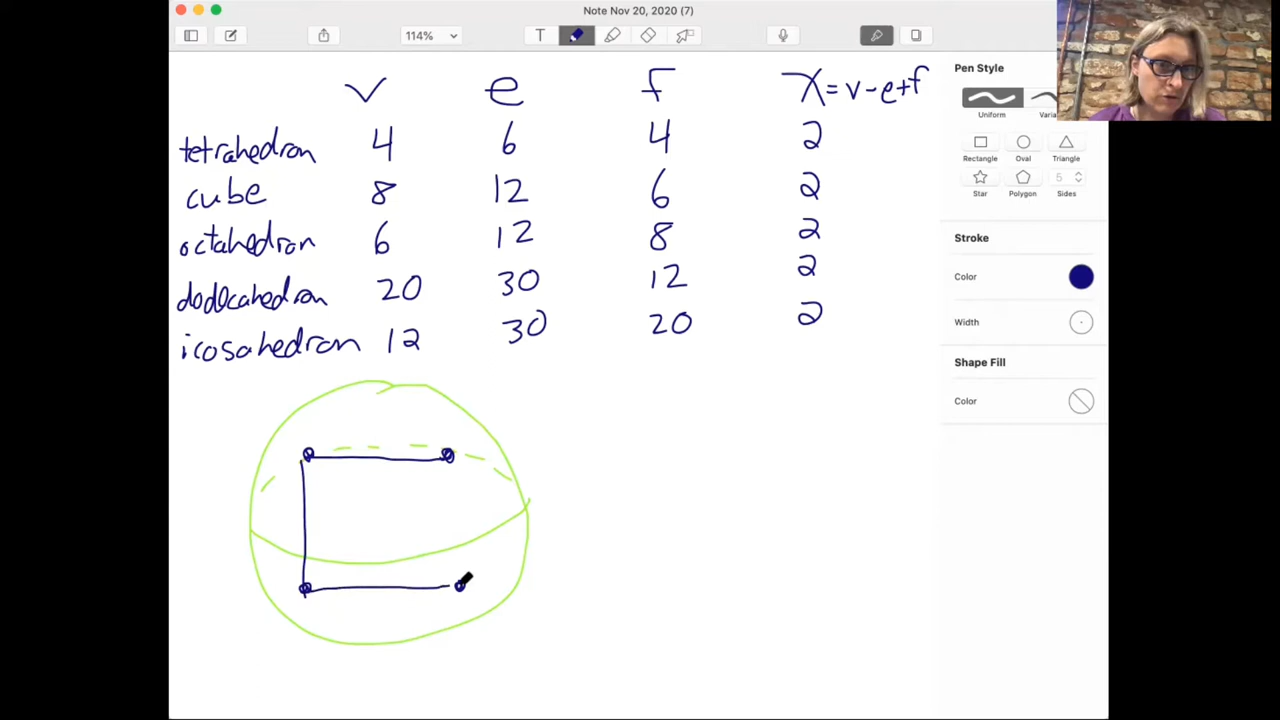 Note Nov 20, 2020 (7)
114%
T
v e f χ = v - e + f
tetrahedron 4 6 4 2
cube 8 12 6 2
octahedron 6 12 8 2
dodecahedron 20 30 12 2
icosahedron 12 30 20 2
Pen Style
Uniform Varia
Rectangle Oval Triangle
5
Star Polygon Sides
Stroke
Color
Width
Shape Fill
Color